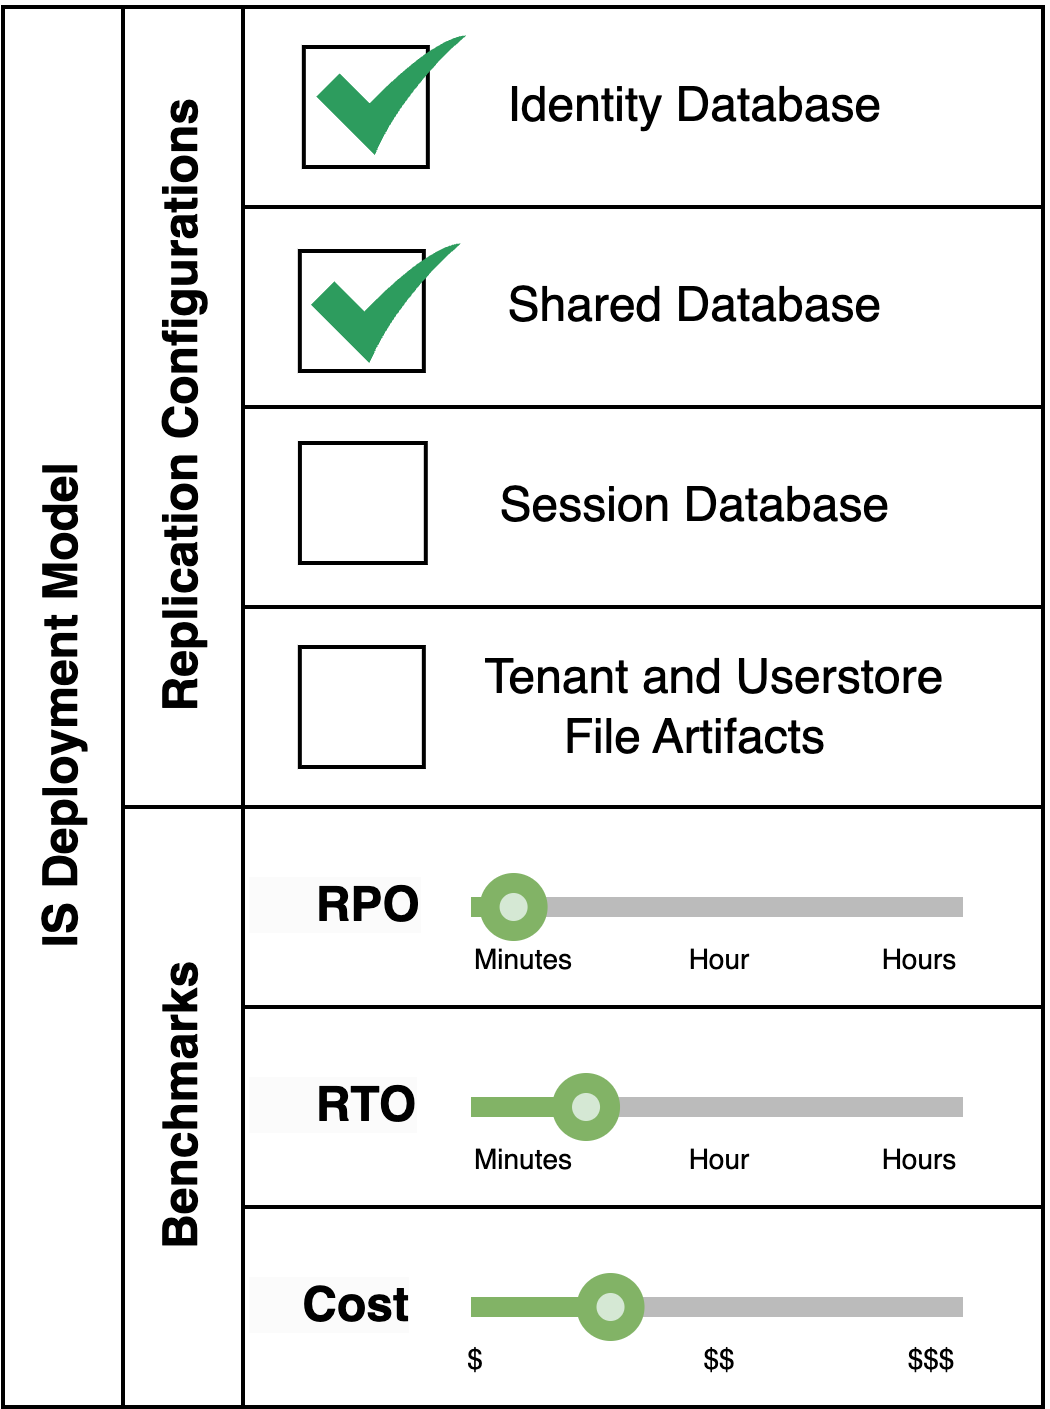 IS Deployment Model
Replication Configurations
Identity Database
Shared Database
Session Database
Tenant and Userstore
File Artifacts
Benchmarks
RPO
Minutes Hour Hours
RTO
Minutes Hour Hours
Cost
$ $$ $$$